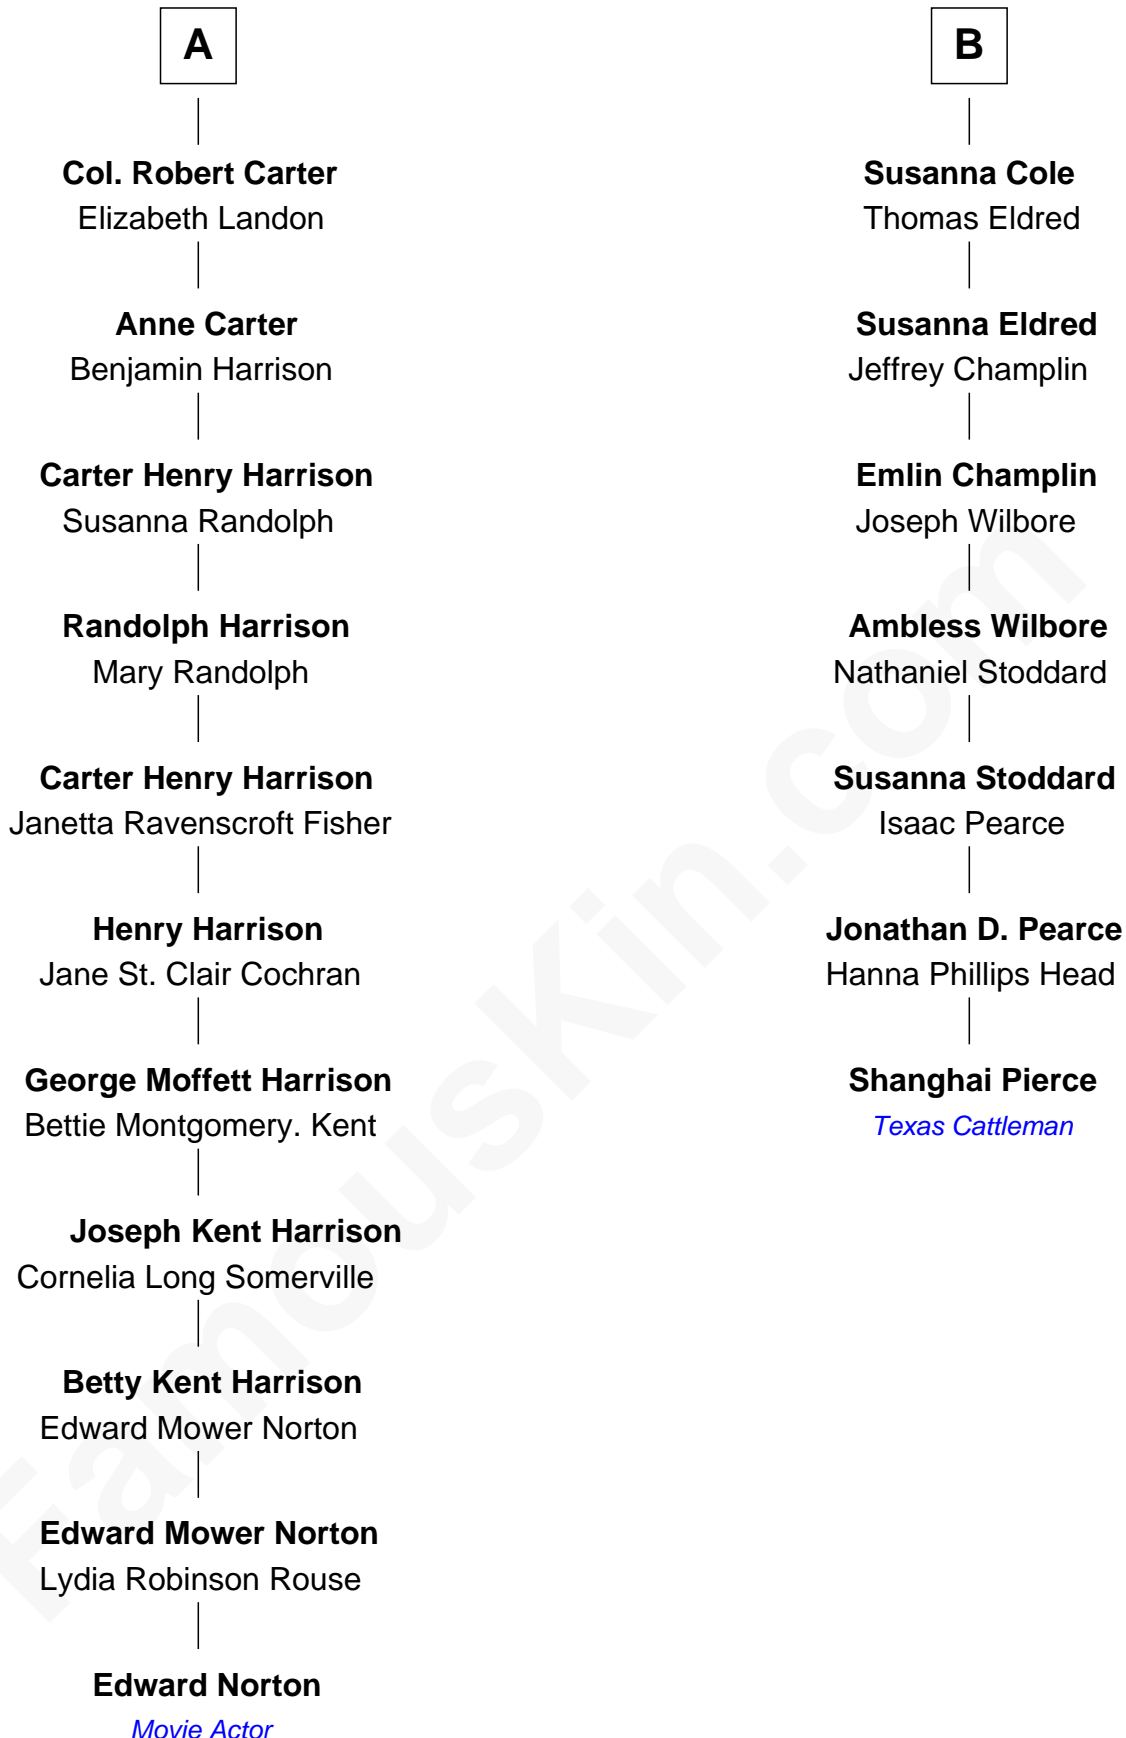 A
Col. Robert Carter
Elizabeth Landon
Anne Carter
Benjamin Harrison
Carter Henry Harrison
Susanna Randolph
Randolph Harrison
Mary Randolph
Carter Henry Harrison
Janetta Ravenscroft Fisher
Henry Harrison
Jane St. Clair Cochran
George Moffett Harrison
Bettie Montgomery. Kent
Joseph Kent Harrison
Cornelia Long Somerville
Betty Kent Harrison
Edward Mower Norton
Edward Mower Norton
Lydia Robinson Rouse
Edward Norton
Movie Actor
B
Susanna Cole
Thomas Eldred
Susanna Eldred
Jeffrey Champlin
Emlin Champlin
Joseph Wilbore
Ambless Wilbore
Nathaniel Stoddard
Susanna Stoddard
Isaac Pearce
Jonathan D. Pearce
Hanna Phillips Head
Shanghai Pierce
Texas Cattleman
FamousKin.com